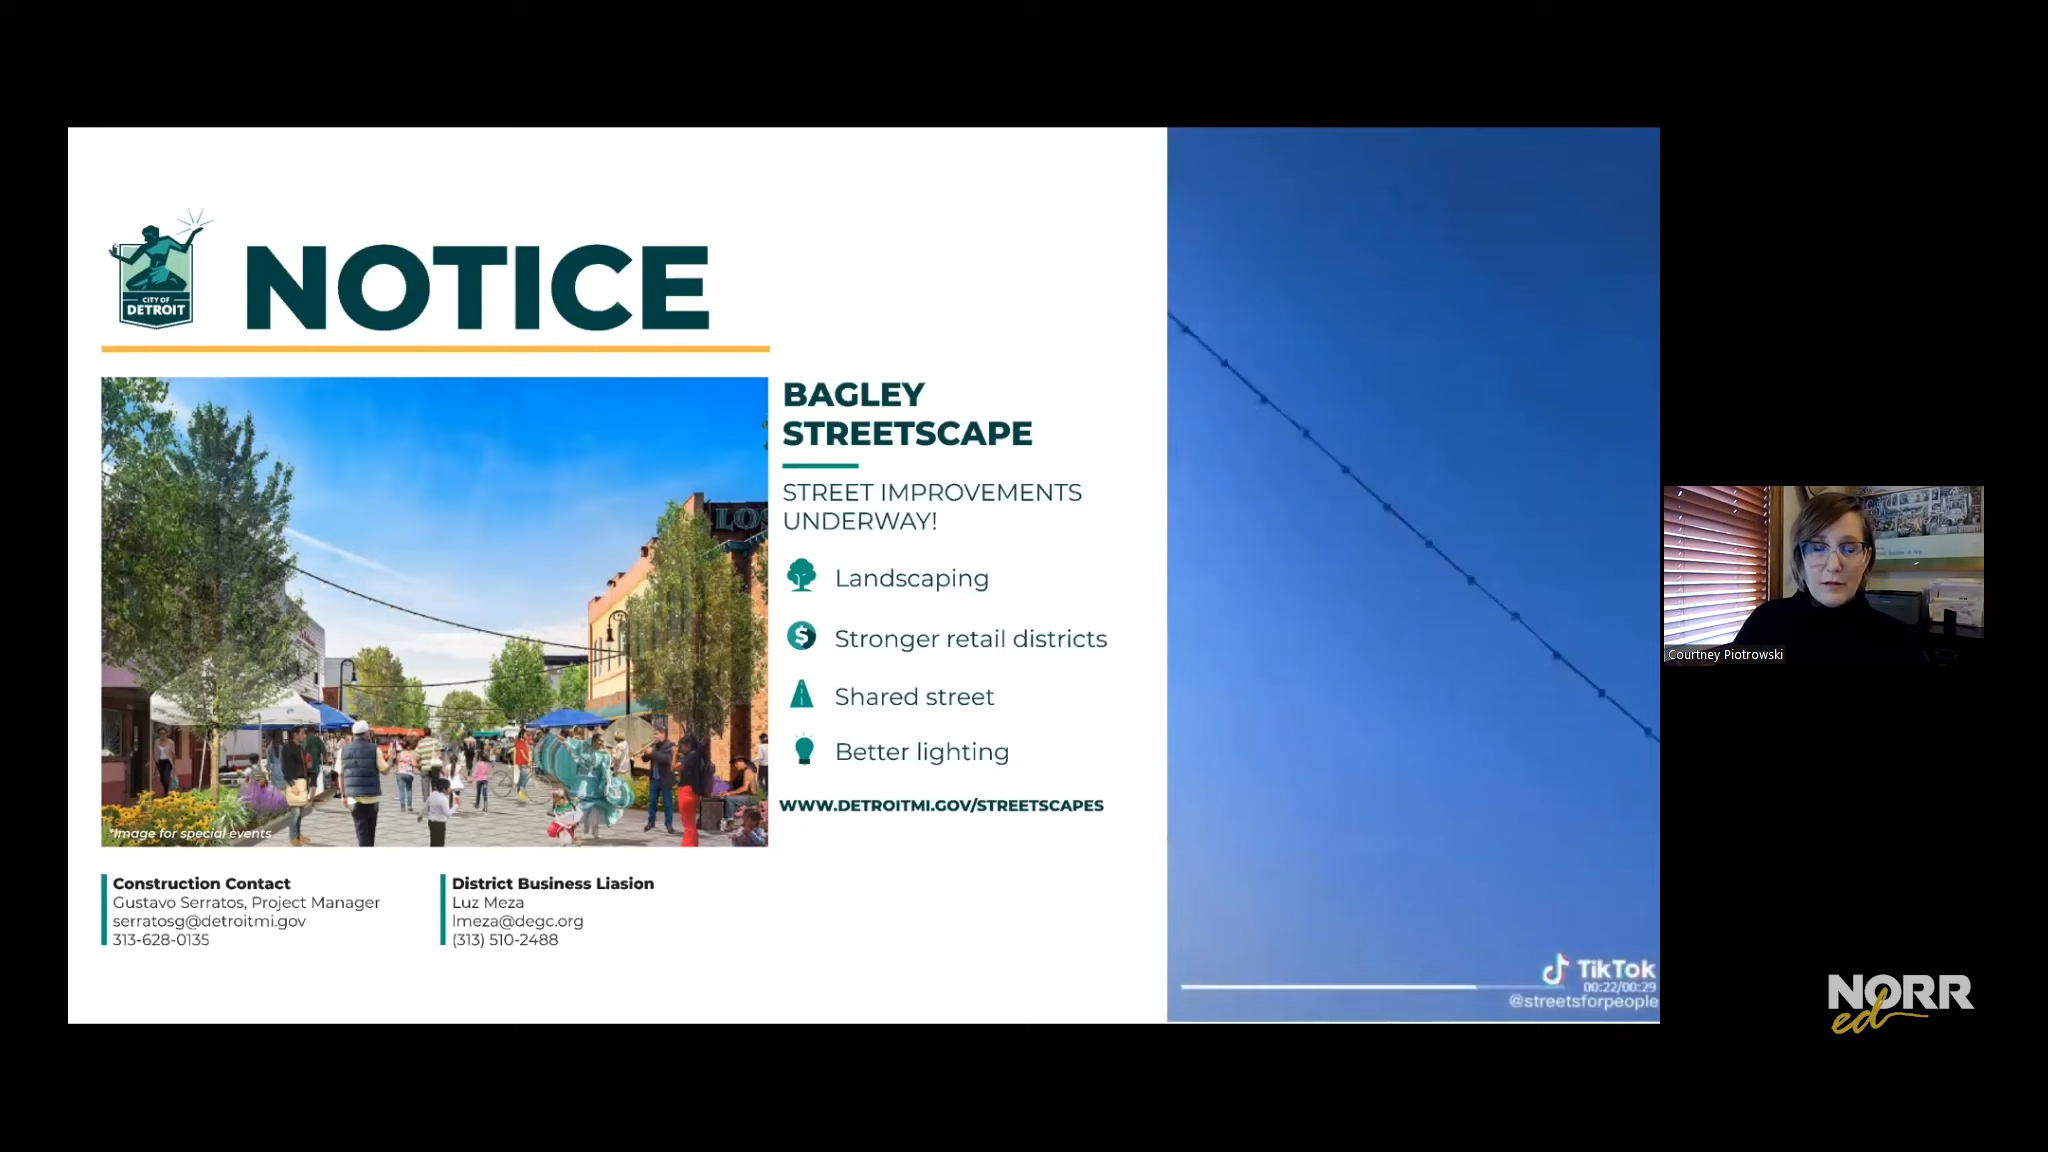 CITY OF
DETROIT
NOTICE
LOS
*Image for special events
BAGLEY
STREETSCAPE
STREET IMPROVEMENTS
UNDERWAY!
Landscaping
$
Stronger retail districts
Shared street
Better lighting
WWW.DETROITMI.GOV/STREETSCAPES
Construction Contact
Gustavo Serratos, Project Manager
serratosg@detroitmi.gov
313-628-0135
District Business Liasion
Luz Meza
lmeza@degc.org
(313) 510-2488
TikTok
00:22/00:29
@streetsforpeople
Courtney Piotrowski
NORR
ed